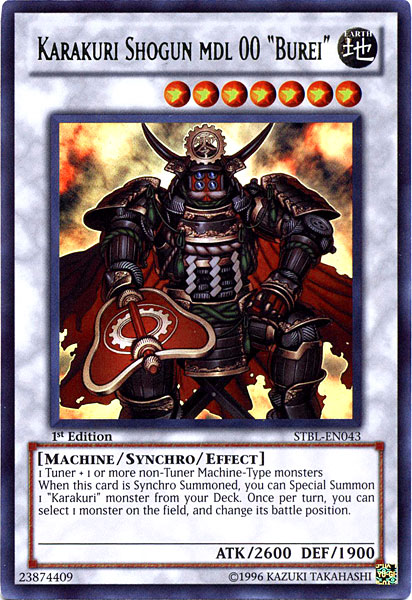 Karakuri Shogun mdl 00 "Burei"
EARTH
地
1st Edition
STBL-EN043
[Machine/Synchro/Effect]
1 Tuner + 1 or more non-Tuner Machine-Type monsters
When this card is Synchro Summoned, you can Special Summon
1 "Karakuri" monster from your Deck. Once per turn, you can
select 1 monster on the field, and change its battle position.
ATK/2600 DEF/1900
23874409
©1996 KAZUKI TAKAHASHI